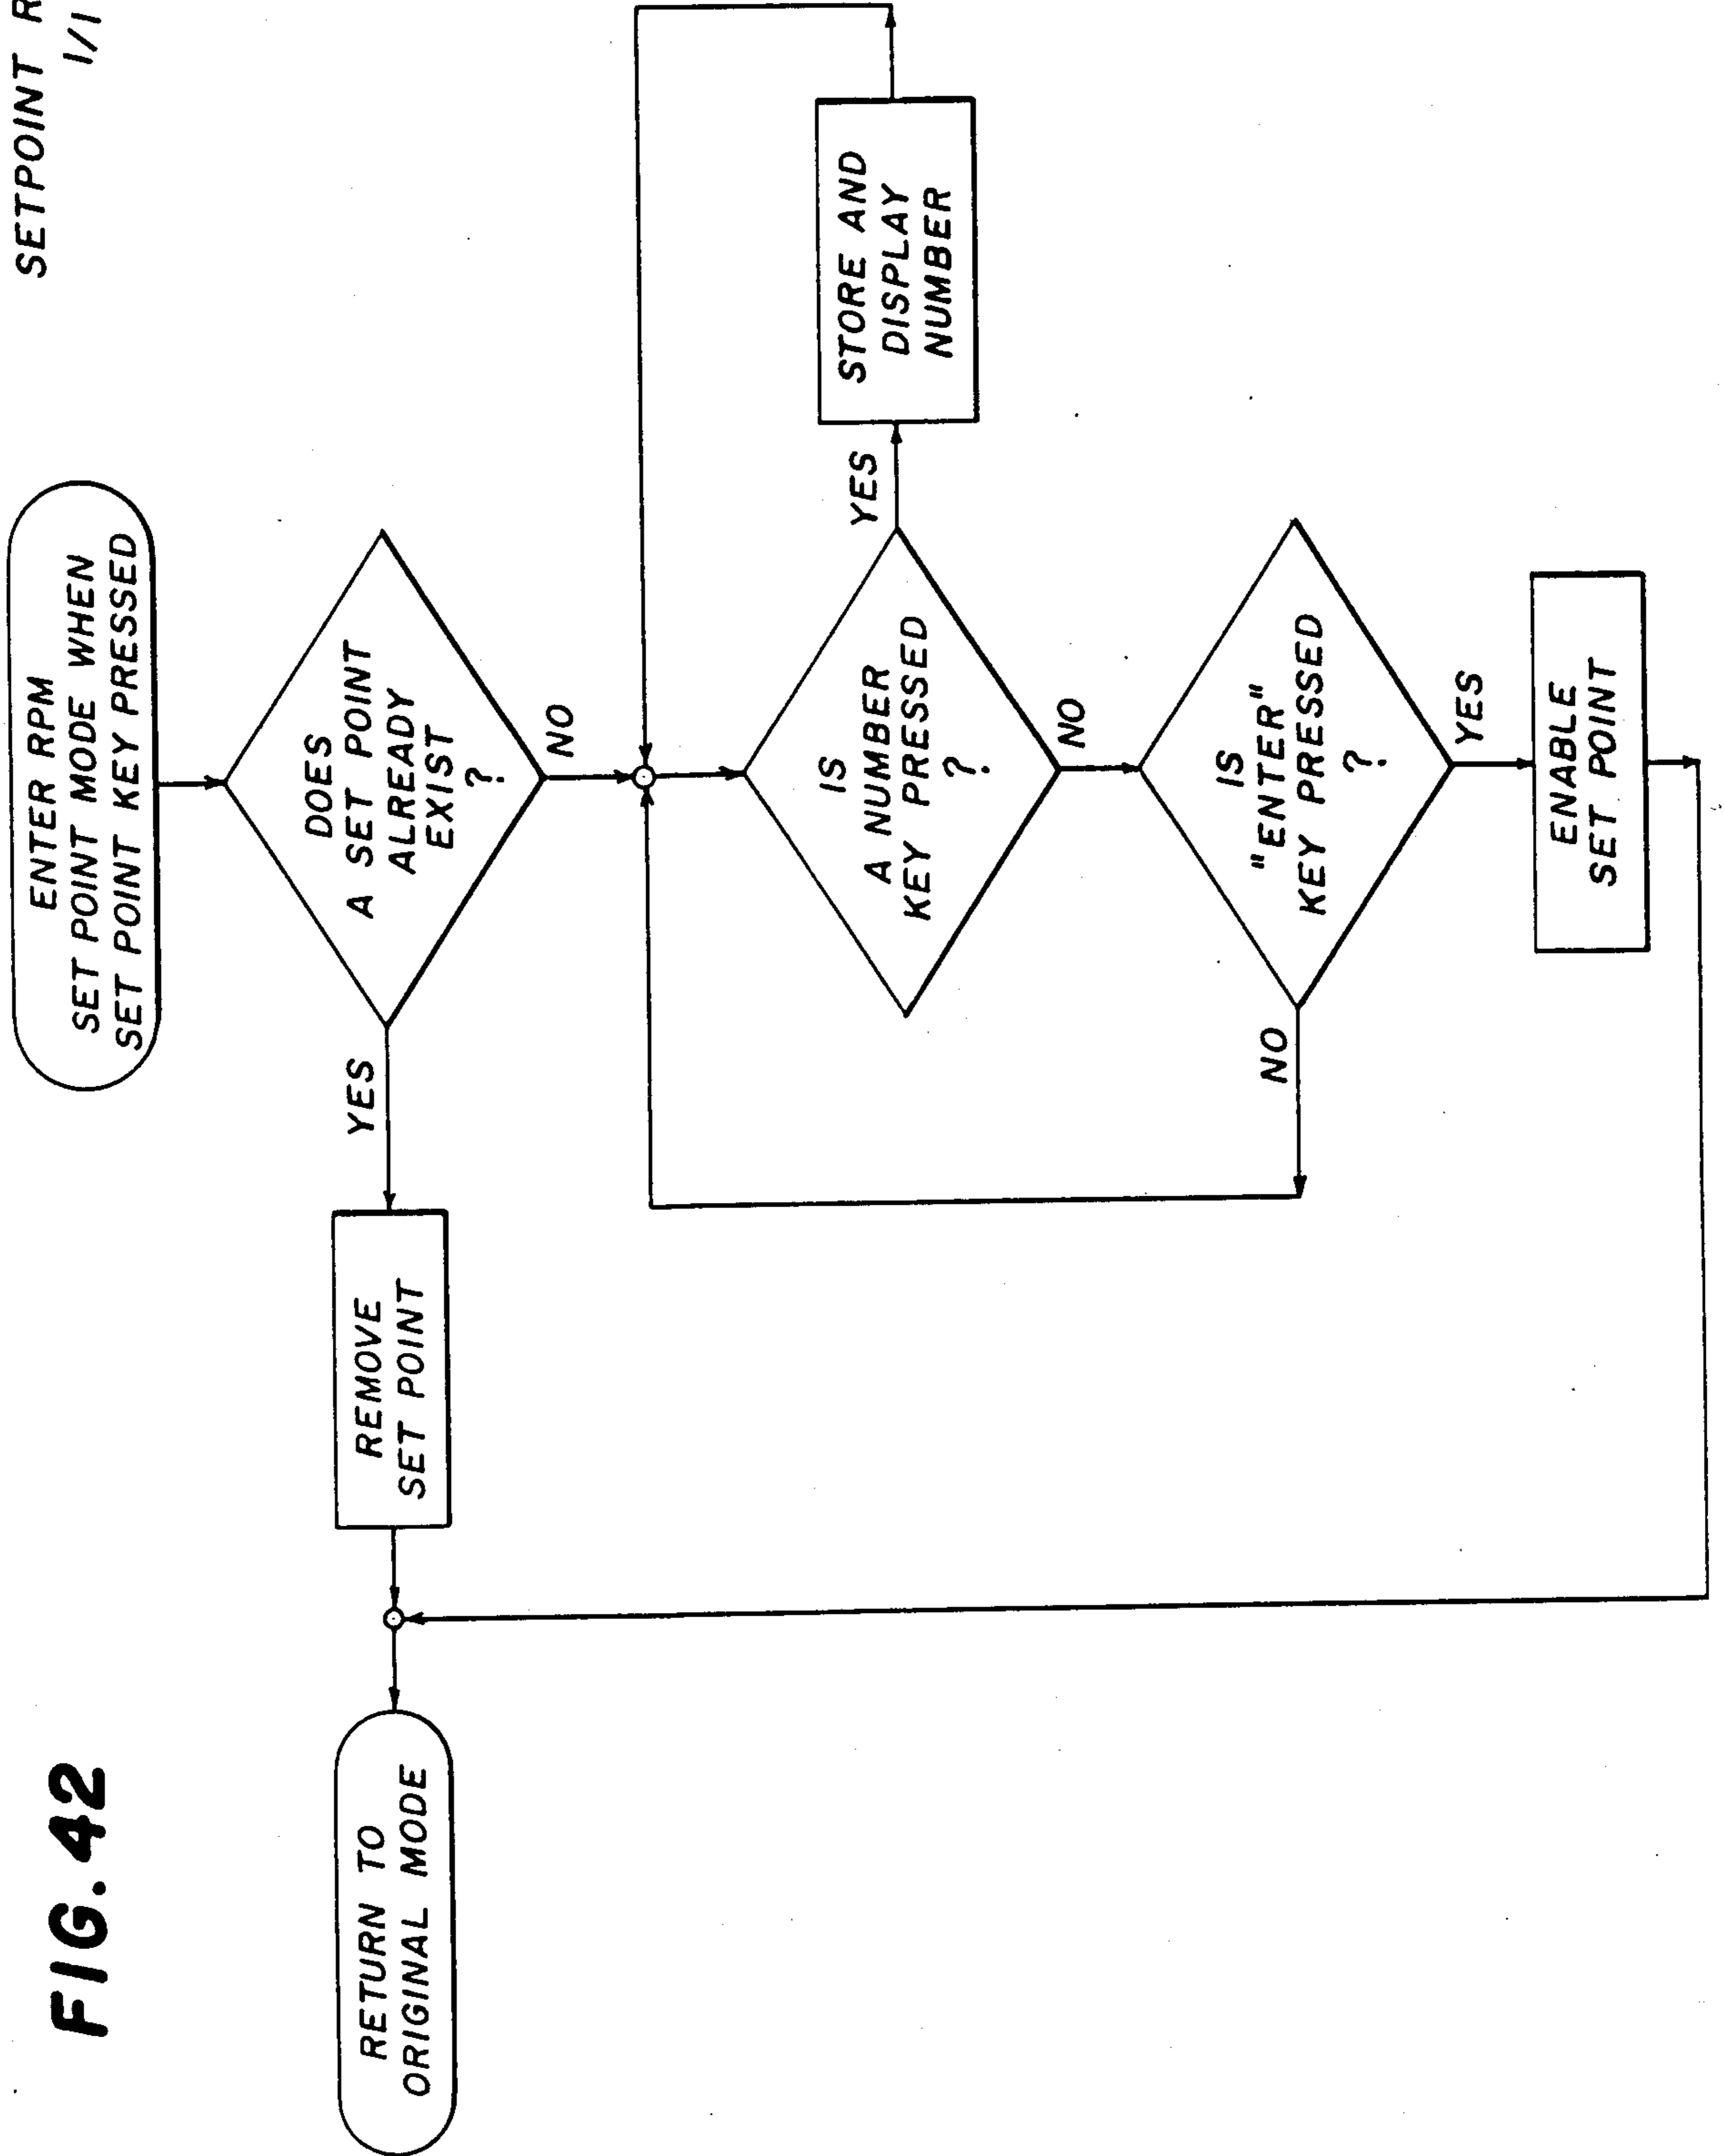 FIG. 42
SETPOINT R
1/1
ENTER RPM
SET POINT MODE WHEN
SET POINT KEY PRESSED
DOES
A SET POINT
ALREADY
EXIST
?
YES
NO
REMOVE
SET POINT
RETURN TO
ORIGINAL MODE
IS
A NUMBER
KEY PRESSED
?
YES
NO
STORE AND
DISPLAY
NUMBER
IS
"ENTER"
KEY PRESSED
?
NO
YES
ENABLE
SET POINT